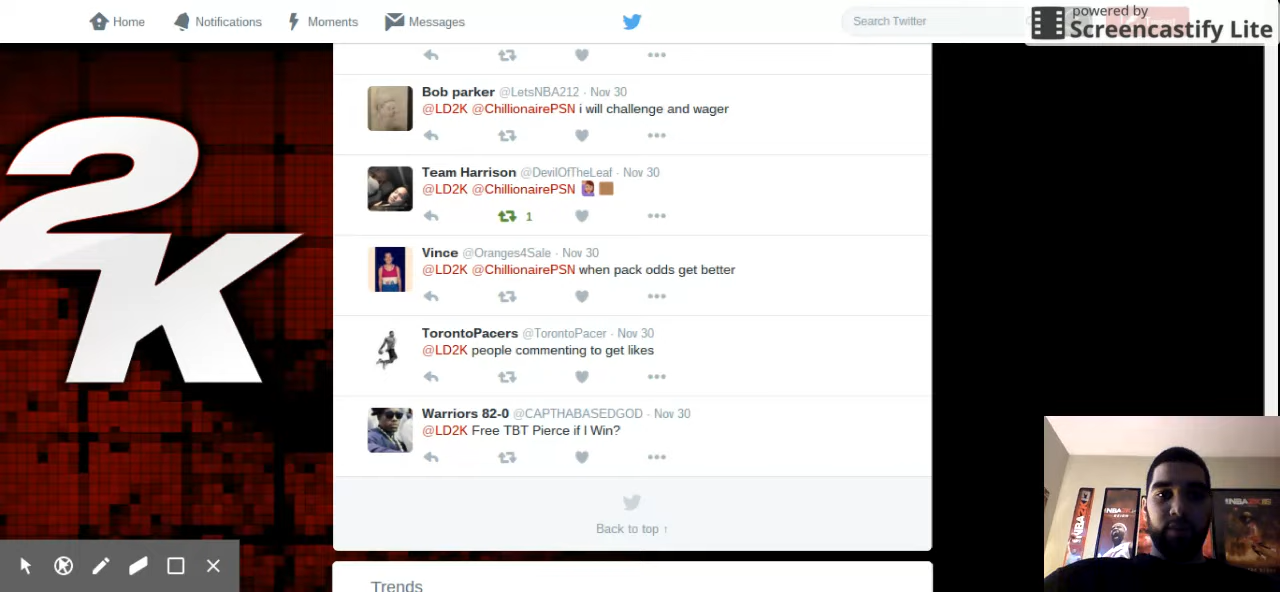 Home
Notifications
Moments
Messages
Search Twitter
powered by
Screencastify Lite
2K
Bob parker @LetsNBA212 · Nov 30
@LD2K @ChillionairePSN i will challenge and wager
Team Harrison @DevilOfTheLeaf · Nov 30
@LD2K @ChillionairePSN
1
Vince @Oranges4Sale · Nov 30
@LD2K @ChillionairePSN when pack odds get better
TorontoPacers @TorontoPacer · Nov 30
@LD2K people commenting to get likes
Warriors 82-0 @CAPTHABASEDGOD · Nov 30
@LD2K Free TBT Pierce if I Win?
Back to top ↑
Trends
NBA2K
NBA2K
NBA2K